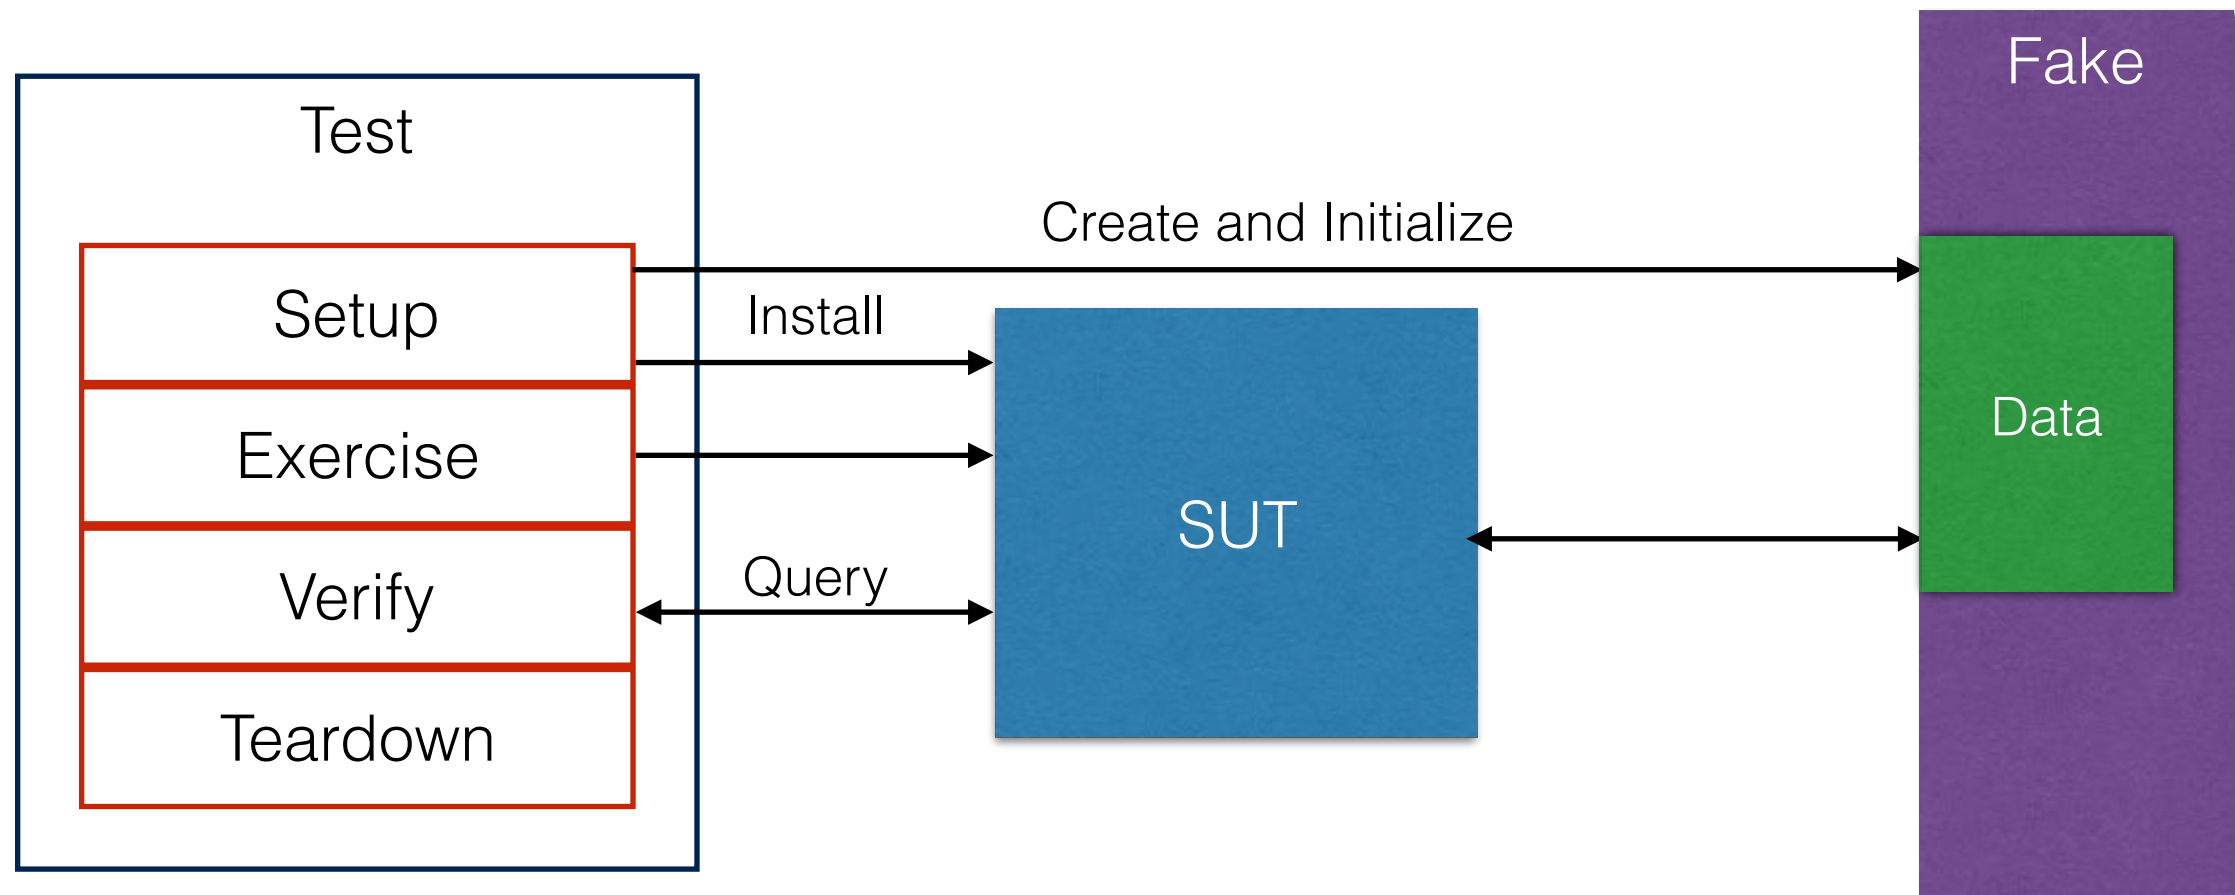 Test
Setup
Exercise
Verify
Teardown
Create and Initialize
Install
Query
SUT
Fake
Data